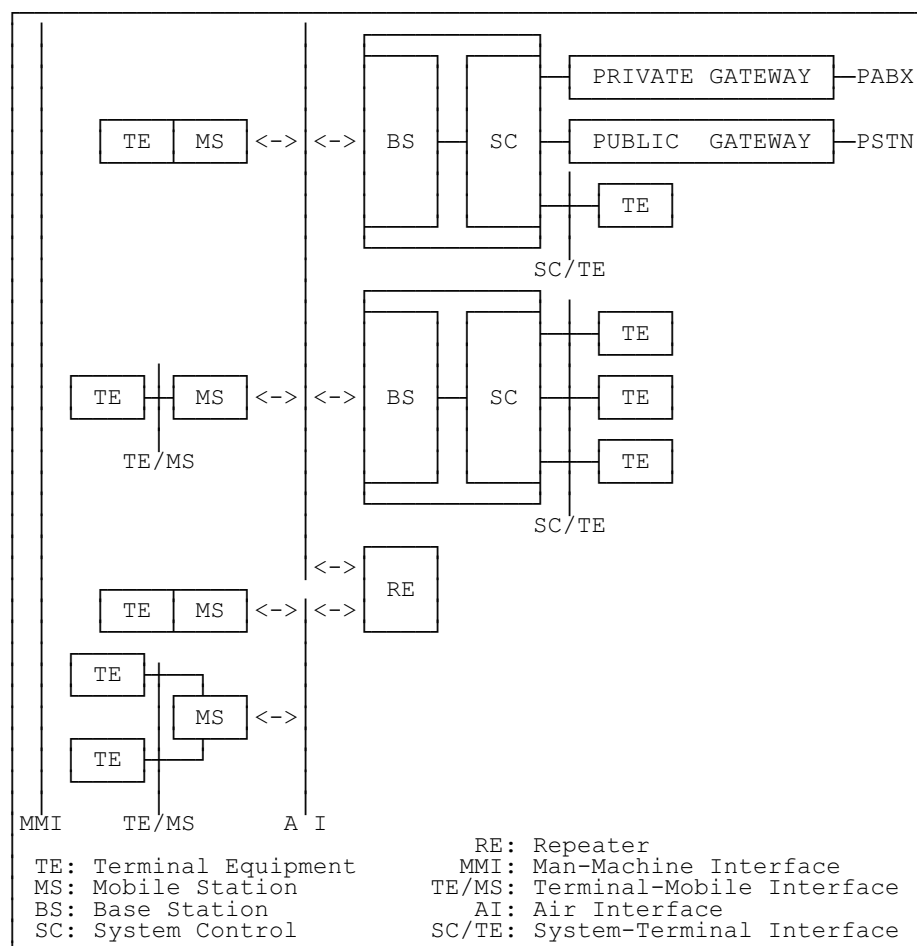 PRIVATE GATEWAY PABX
TE MS <-> <-> BS SC PUBLIC GATEWAY PSTN
TE
SC/TE
TE
TE MS <-> <-> BS SC TE
TE/MS TE
SC/TE
<->
RE
TE MS <-> <->
TE
MS <->
TE
MMI TE/MS A I
RE: Repeater
TE: Terminal Equipment MMI: Man-Machine Interface
MS: Mobile Station TE/MS: Terminal-Mobile Interface
BS: Base Station AI: Air Interface
SC: System Control SC/TE: System-Terminal Interface